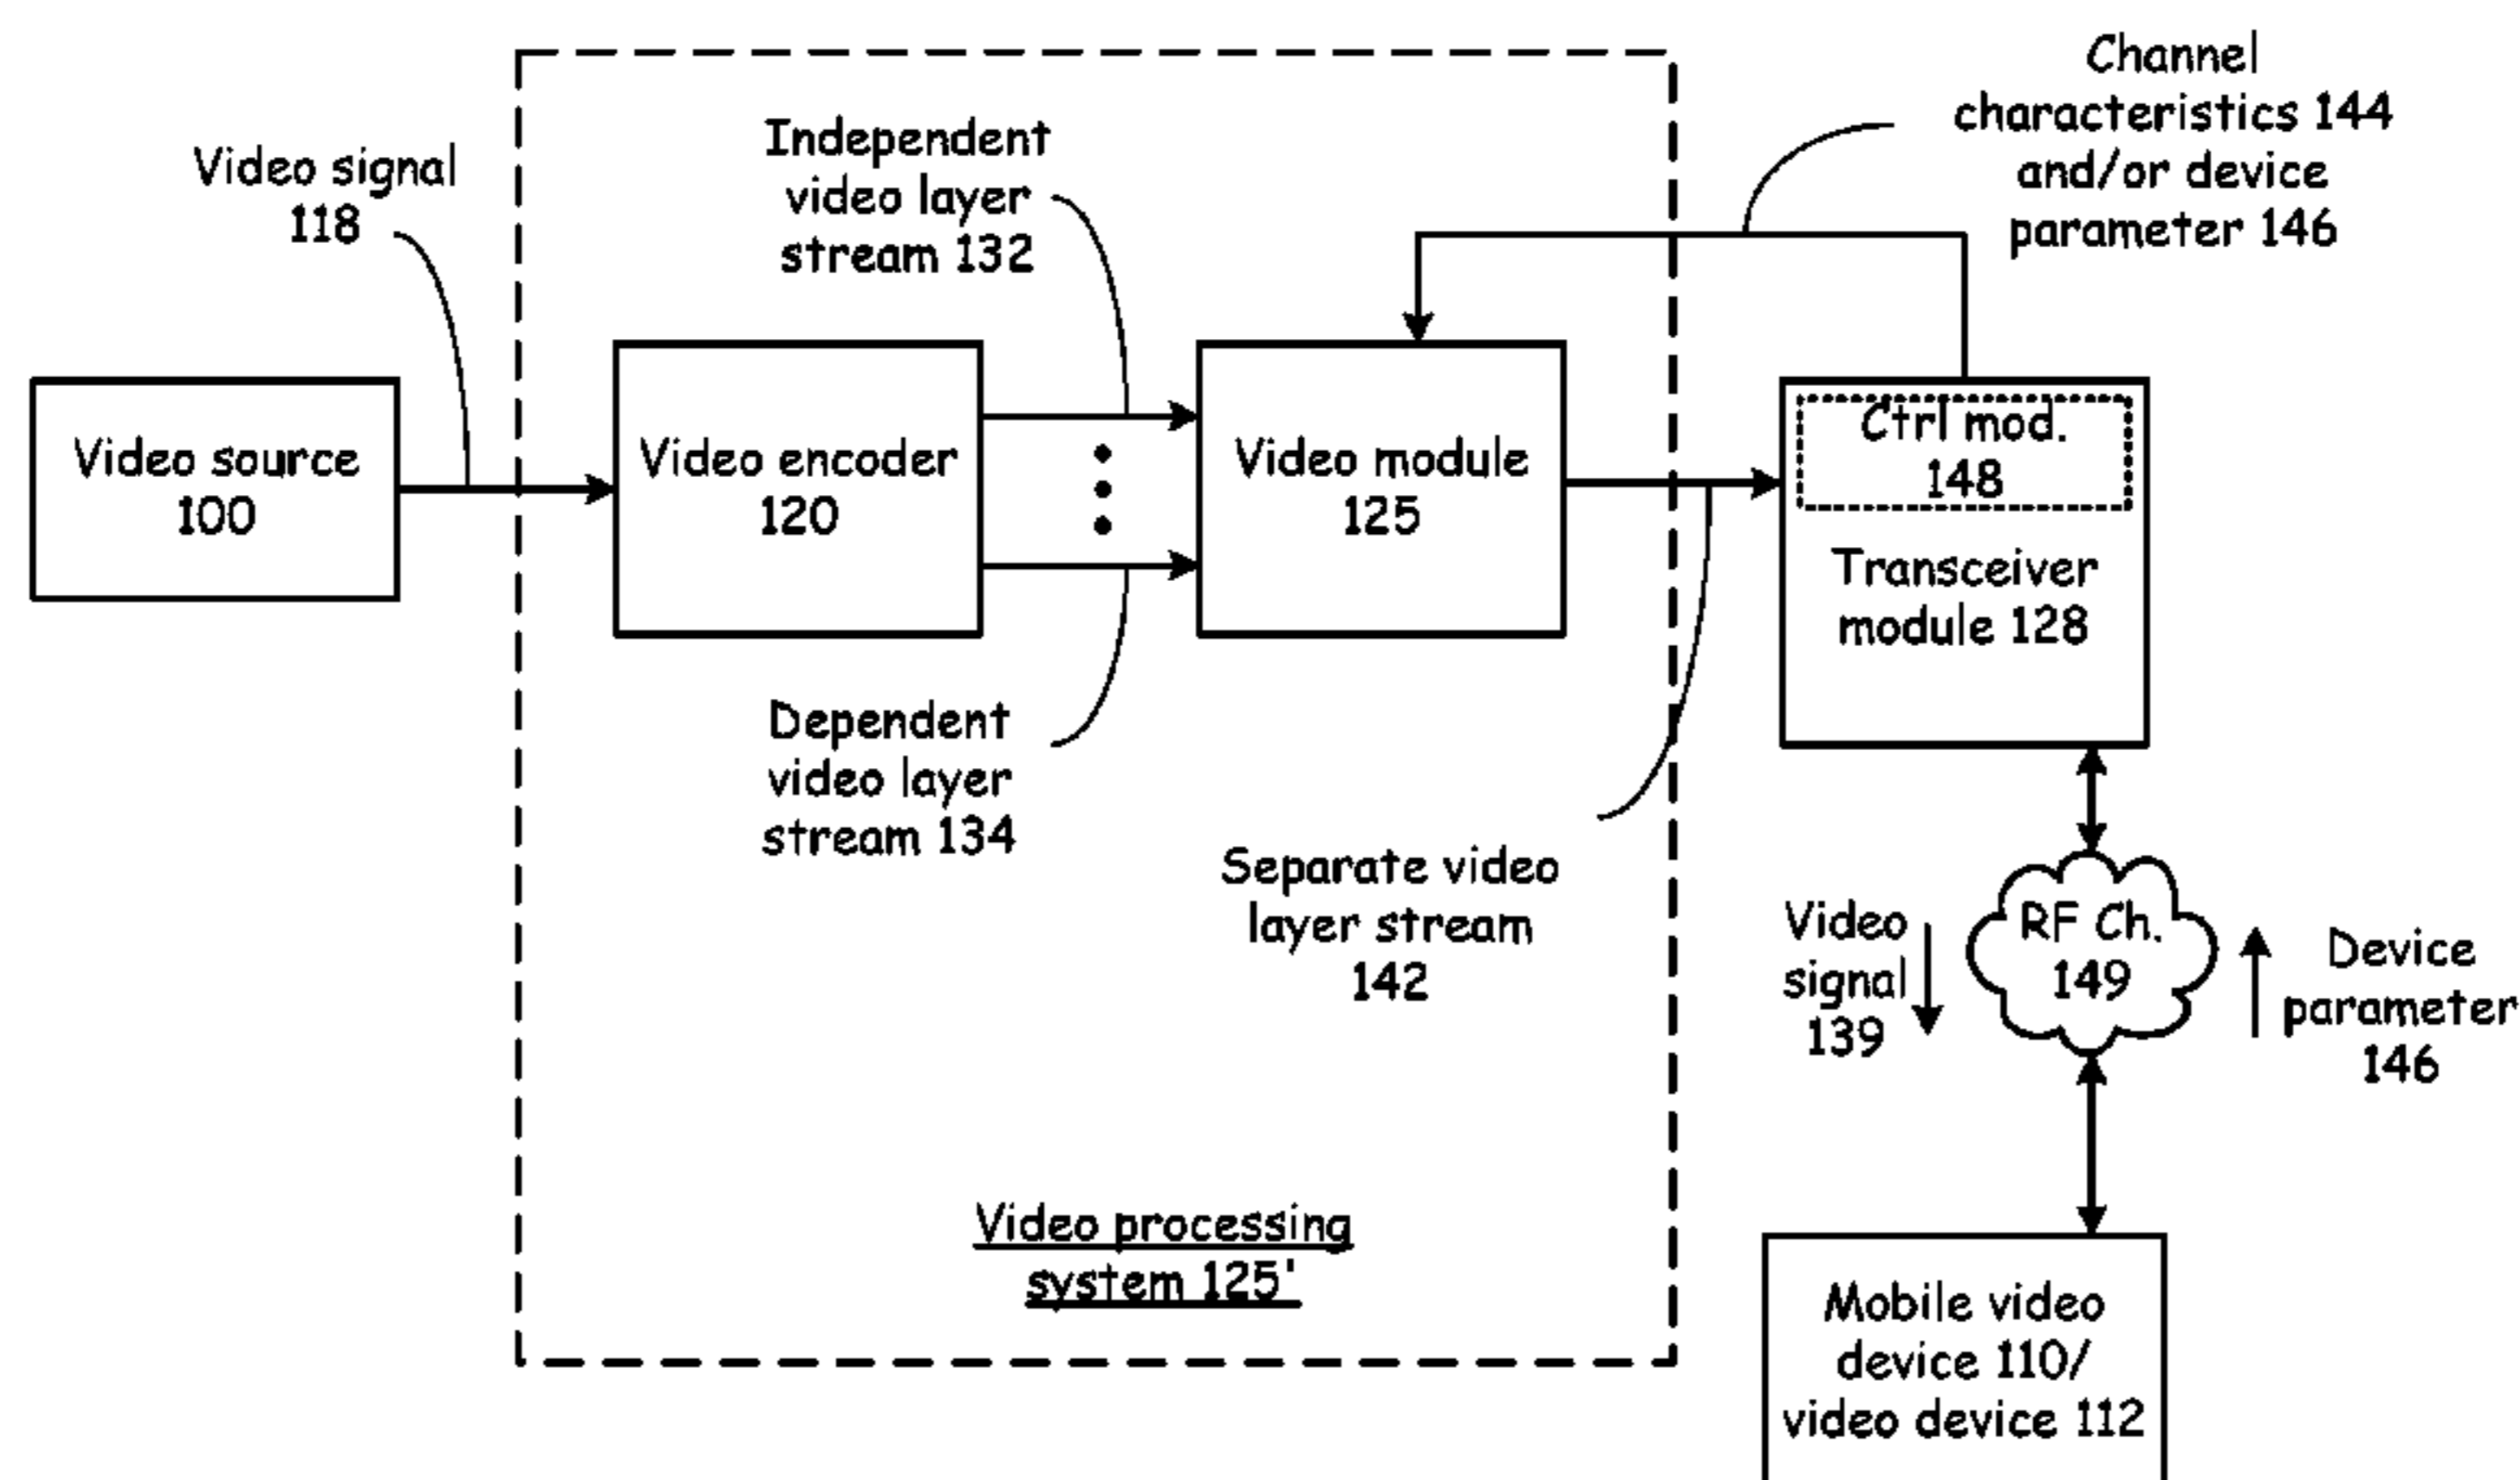 Channel
characteristics 144
and/or device
parameter 146
Independent
video layer
stream 132
Video signal
118
Video source
100
Video encoder
120
Video module
125
Ctrl mod.
148
Transceiver
module 128
Dependent
video layer
stream 134
Separate video
layer stream
142
Video
signal
139
RF Ch.
149
Device
parameter
146
Video processing
system 125'
Mobile video
device 110/
video device 112